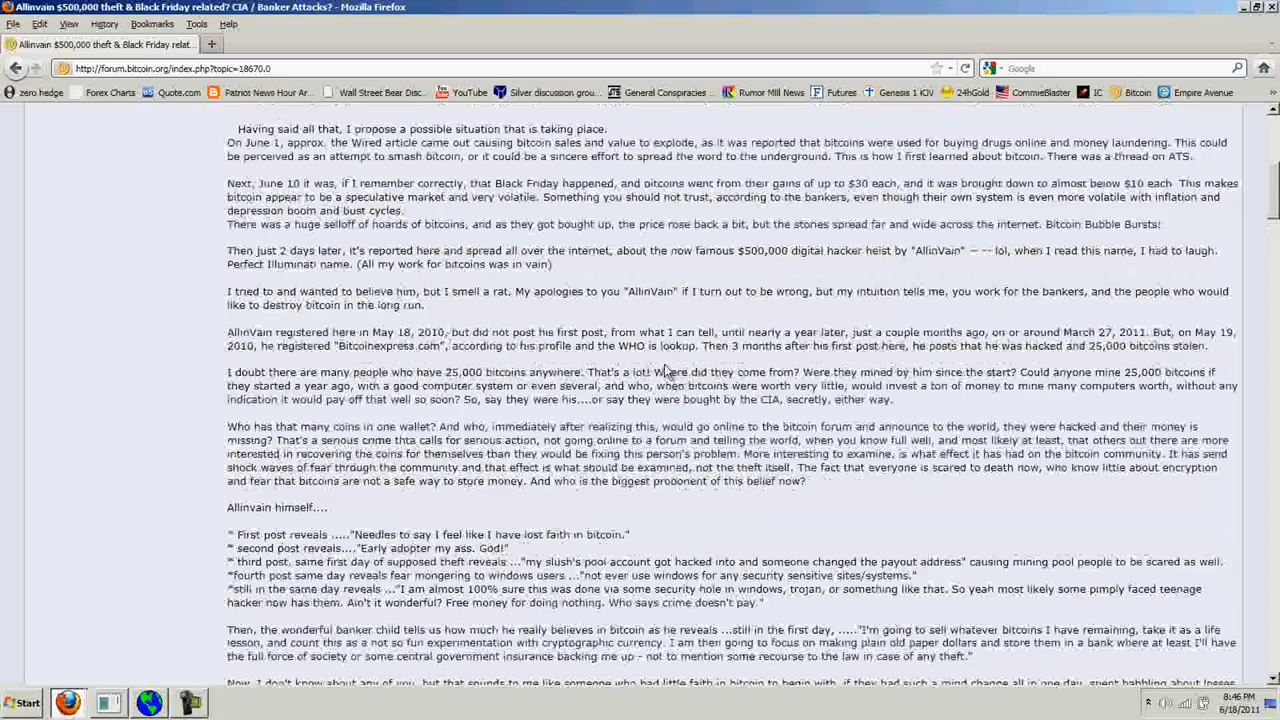 Allinvain $500,000 theft & Black Friday related? CIA / Banker Attacks? - Mozilla Firefox
File Edit View History Bookmarks Tools Help
Allinvain $500,000 theft & Black Friday relat...
http://forum.bitcoin.org/index.php?topic=18670.0
Google
zero hedge Forex Charts Quote.com Patriot News Hour Ar... Wall Street Bear Disc... YouTube Silver discussion grou... General Conspiracies ... Rumor Mill News Futures Genesis 1 KJV 24hGold CommieBlaster IC Bitcoin Empire Avenue
Having said all that, I propose a possible situation that is taking place.
On June 1, approx. the Wired article came out causing bitcoin sales and value to explode, as it was reported that bitcoins were used for buying drugs online and money laundering. This could
be perceived as an attempt to smash bitcoin, or it could be a sincere effort to spread the word to the underground. This is how I first learned about bitcoin. There was a thread on ATS.
Next, June 10 it was, if I remember correctly, that Black Friday happened, and bitcoins went from their gains of up to $30 each, and it was brought down to almost below $10 each. This makes
bitcoin appear to be a speculative market and very volatile. Something you should not trust, according to the bankers, even though their own system is even more volatile with inflation and
depression boom and bust cycles.
There was a huge selloff of hoards of bitcoins, and as they got bought up, the price rose back a bit, but the stones spread far and wide across the internet. Bitcoin Bubble Bursts!
Then just 2 days later, it's reported here and spread all over the internet, about the now famous $500,000 digital hacker heist by "AllinVain" -- --lol, when I read this name, I had to laugh.
Perfect Illuminati name. (All my work for bitcoins was in vain)
I tried to and wanted to believe him, but I smell a rat. My apologies to you "AllinVain" if I turn out to be wrong, but my intuition tells me, you work for the bankers, and the people who would
like to destroy bitcoin in the long run.
AllinVain registered here in May 18, 2010, but did not post his first post, from what I can tell, until nearly a year later, just a couple months ago, on or around March 27, 2011. But, on May 19,
2010, he registered "Bitcoinexpress.com", according to his profile and the WHO is lookup. Then 3 months after his first post here, he posts that he was hacked and 25,000 bitcoins stolen.
I doubt there are many people who have 25,000 bitcoins anywhere. That's a lot! Where did they come from? Were they mined by him since the start? Could anyone mine 25,000 bitcoins if
they started a year ago, with a good computer system or even several, and who, when bitcoins were worth very little, would invest a ton of money to mine many computers worth, without any
indication it would pay off that well so soon? So, say they were his....or say they were bought by the CIA, secretly, either way.
Who has that many coins in one wallet? And who, immediately after realizing this, would go online to the bitcoin forum and announce to the world, they were hacked and their money is
missing? That's a serious crime thta calls for serious action, not going online to a forum and telling the world, when you know full well, and most likely at least, that others out there are more
interested in recovering the coins for themselves than they would be fixing this person's problem. More interesting to examine, is what effect it has had on the bitcoin community. It has send
shock waves of fear through the community and that effect is what should be examined, not the theft itself. The fact that everyone is scared to death now, who know little about encryption
and fear that bitcoins are not a safe way to store money. And who is the biggest proponent of this belief now?
Allinvain himself....
* First post reveals ....."Needles to say I feel like I have lost faith in bitcoin."
* second post reveals...."Early adopter my ass. God!"
* third post, same first day of supposed theft reveals ..."my slush's pool account got hacked into and someone changed the payout address" causing mining pool people to be scared as well.
*fourth post same day reveals fear mongering to windows users ..."not ever use windows for any security sensitive sites/systems."
*still in the same day reveals ..."I am almost 100% sure this was done via some security hole in windows, trojan, or something like that. So yeah most likely some pimply faced teenage
hacker now has them. Ain't it wonderful? Free money for doing nothing. Who says crime doesn't pay."
Then, the wonderful banker child tells us how much he really believes in bitcoin as he reveals ...still in the first day, ....."I'm going to sell whatever bitcoins I have remaining, take it as a life
lesson, and count this as a not so fun experimentation with cryptographic currency. I am then going to focus on making plain old paper dollars and store them in a bank where at least I'll have
the full force of society or some central government insurance backing me up - not to mention some recourse to the law in case of any theft."
Now, I don't know about any of you, but that sounds to me like someone who had little faith in bitcoin to begin with, if they had such a mind change all in one day, spent babbling about losses
Start
8:46 PM
6/18/2011